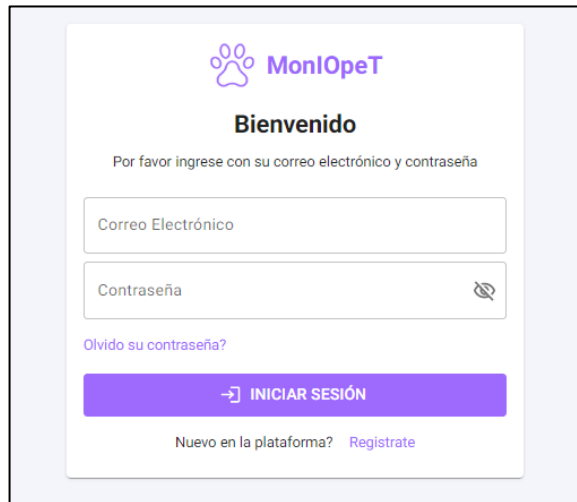 MonIOpeT
Bienvenido
Por favor ingrese con su correo electrónico y contraseña
Correo Electrónico
Contraseña
Olvido su contraseña?
INICIAR SESIÓN
Nuevo en la plataforma? Registrate